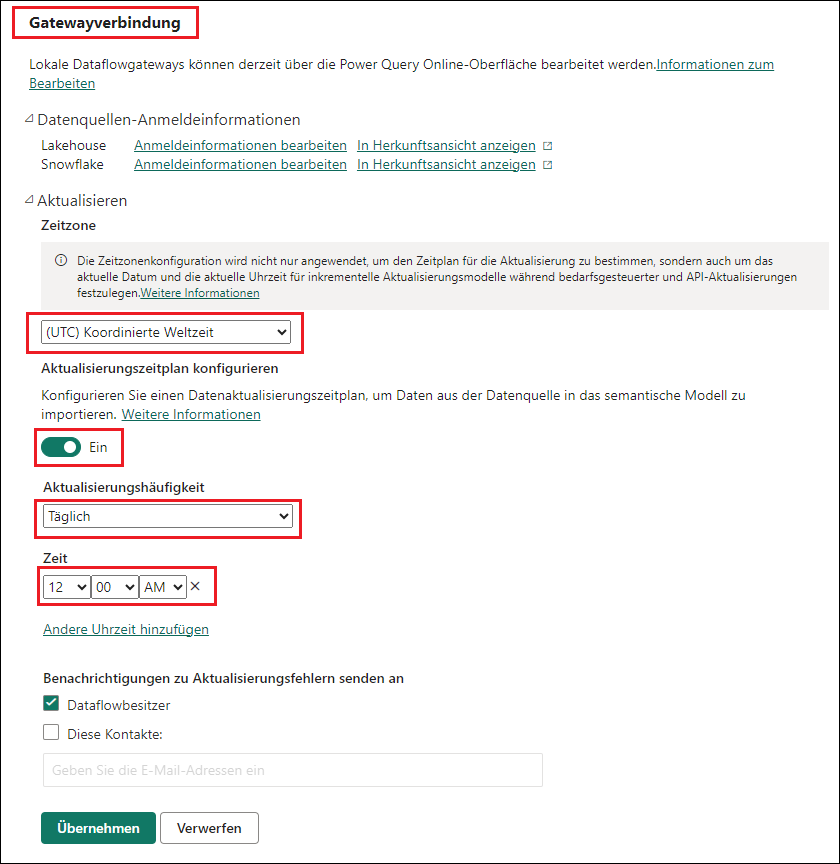 Gatewayverbindung
Lokale Dataflowgateways können derzeit über die Power Query Online-Oberfläche bearbeitet werden.Informationen zum
Bearbeiten
Datenquellen-Anmeldeinformationen
Lakehouse Anmeldeinformationen bearbeiten In Herkunftsansicht anzeigen
Snowflake Anmeldeinformationen bearbeiten In Herkunftsansicht anzeigen
Aktualisieren
Zeitzone
Die Zeitzonenkonfiguration wird nicht nur angewendet, um den Zeitplan für die Aktualisierung zu bestimmen, sondern auch um das
aktuelle Datum und die aktuelle Uhrzeit für inkrementelle Aktualisierungsmodelle während bedarfsgesteuerter und API-Aktualisierungen
festzulegen.Weitere Informationen
(UTC) Koordinierte Weltzeit
Aktualisierungszeitplan konfigurieren
Konfigurieren Sie einen Datenaktualisierungszeitplan, um Daten aus der Datenquelle in das semantische Modell zu
importieren. Weitere Informationen
Ein
Aktualisierungshäufigkeit
Täglich
Zeit
12 00 AM
Andere Uhrzeit hinzufügen
Benachrichtigungen zu Aktualisierungsfehlern senden an
Dataflowbesitzer
Diese Kontakte:
Geben Sie die E-Mail-Adressen ein
Übernehmen Verwerfen